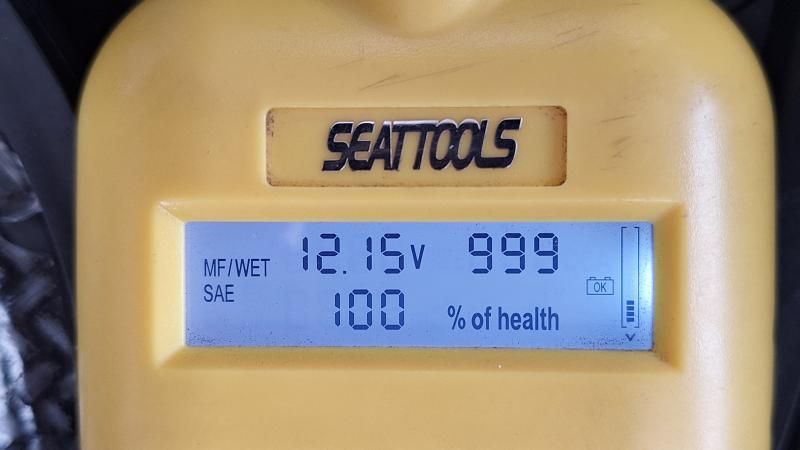 SEATTOOLS
MF/WET 12.15V 999
SAE 100 % of health
OK